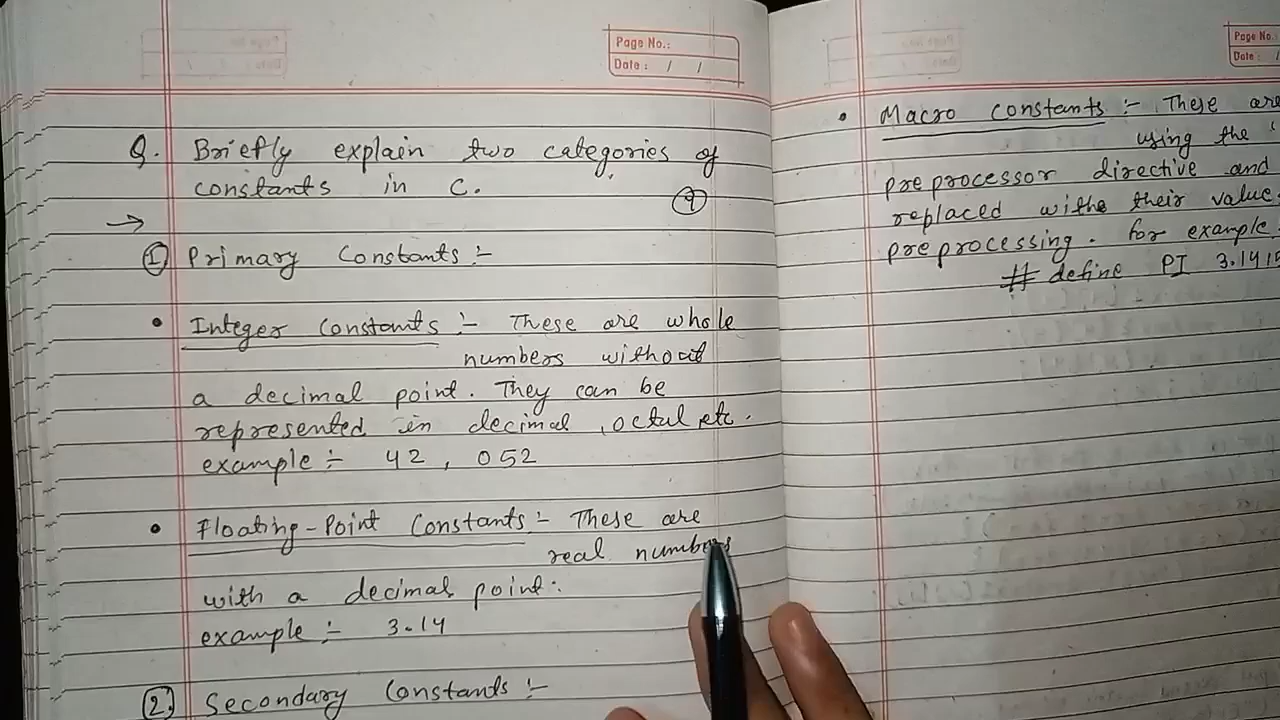 Page No.:
Date: / /
Q. Briefly explain two categories of
constants in C.
(9)
→
① Primary Constants :-
• Integer Constants :- These are whole
numbers without
a decimal point. They can be
represented in decimal, octal etc.
example :- 42, 052
• Floating-Point Constants :- These are
real numbers
with a decimal point.
example :- 3.14
②. Secondary Constants :-
Page No.
Date: /
• Macro Constants :- These are
using the
preprocessor directive and
replaced withe their value
preprocessing. For example
# define PI 3.141